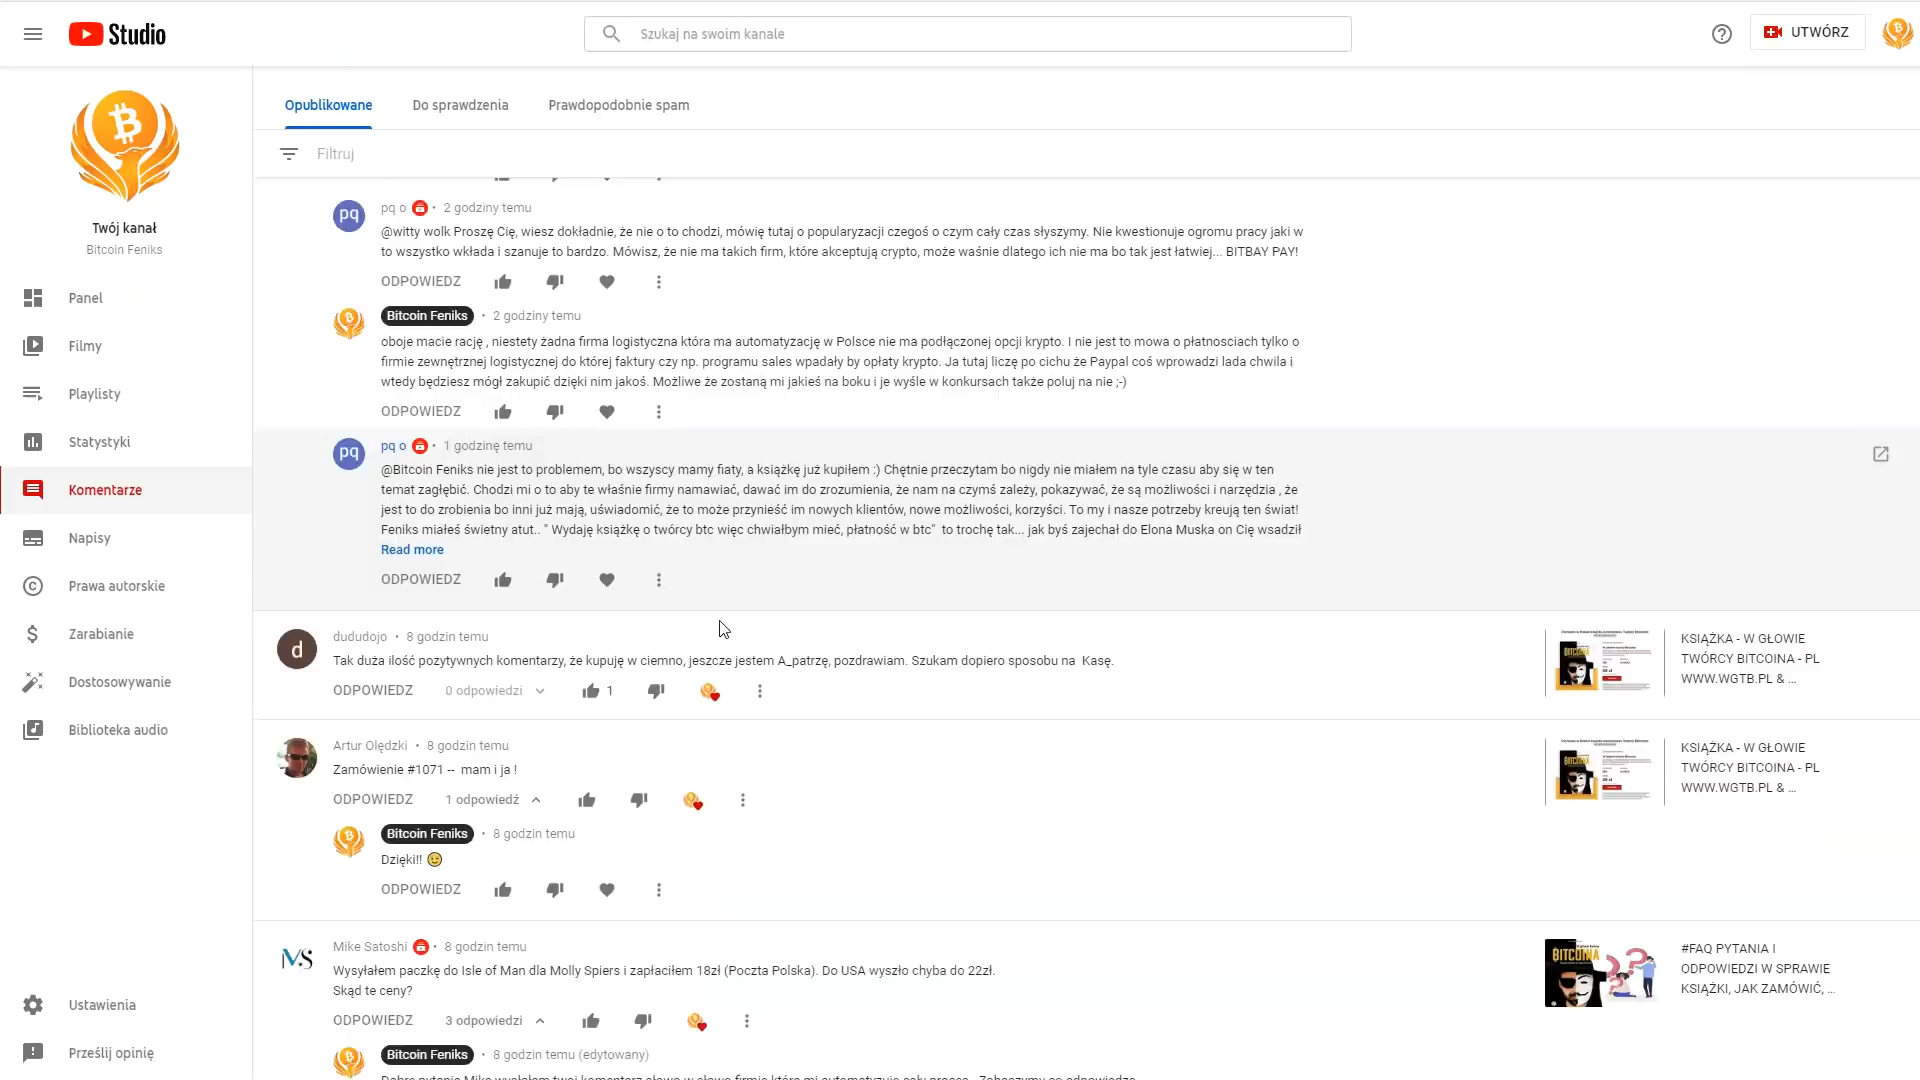 Studio
Szukaj na swoim kanale
UTWÓRZ
Twój kanał
Bitcoin Feniks
Panel
Filmy
Playlisty
Statystyki
Komentarze
Napisy
Prawa autorskie
Zarabianie
Dostosowywanie
Biblioteka audio
Ustawienia
Prześlij opinię
Opublikowane
Do sprawdzenia
Prawdopodobnie spam
Filtruj
pq
pq o • 2 godziny temu
@witty wolk Proszę Cię, wiesz dokładnie, że nie o to chodzi, mówię tutaj o popularyzacji czegoś o czym cały czas słyszymy. Nie kwestionuje ogromu pracy jaki w
to wszystko wkłada i szanuje to bardzo. Mówisz, że nie ma takich firm, które akceptują crypto, może waśnie dlatego ich nie ma bo tak jest łatwiej... BITBAY PAY!
ODPOWIEDZ
Bitcoin Feniks • 2 godziny temu
oboje macie rację , niestety żadna firma logistyczna która ma automatyzację w Polsce nie ma podłączonej opcji krypto. I nie jest to mowa o płatnosciach tylko o
firmie zewnętrznej logistycznej do której faktury czy np. programu sales wpadały by opłaty krypto. Ja tutaj liczę po cichu że Paypal coś wprowadzi lada chwila i
wtedy będziesz mógł zakupić dzięki nim jakoś. Możliwe że zostaną mi jakieś na boku i je wyśle w konkursach także poluj na nie ;-)
ODPOWIEDZ
pq
pq o • 1 godzinę temu
@Bitcoin Feniks nie jest to problemem, bo wszyscy mamy fiaty, a książkę już kupiłem :) Chętnie przeczytam bo nigdy nie miałem na tyle czasu aby się w ten
temat zagłębić. Chodzi mi o to aby te właśnie firmy namawiać, dawać im do zrozumienia, że nam na czymś zależy, pokazywać, że są możliwości i narzędzia , że
jest to do zrobienia bo inni już mają, uświadomić, że to może przynieść im nowych klientów, nowe możliwości, korzyści. To my i nasze potrzeby kreują ten świat!
Feniks miałeś świetny atut.. " Wydaję książkę o twórcy btc więc chwiałbym mieć, płatność w btc" to trochę tak... jak byś zajechał do Elona Muska on Cię wsadził
Read more
ODPOWIEDZ
d
dududojo • 8 godzin temu
Tak duża ilość pozytywnych komentarzy, że kupuję w ciemno, jeszcze jestem A_patrzę, pozdrawiam. Szukam dopiero sposobu na Kasę.
ODPOWIEDZ 0 odpowiedzi 1
KSIĄŻKA - W GŁOWIE
TWÓRCY BITCOINA - PL
WWW.WGTB.PL & ...
Artur Olędzki • 8 godzin temu
Zamówienie #1071 -- mam i ja !
ODPOWIEDZ 1 odpowiedź
KSIĄŻKA - W GŁOWIE
TWÓRCY BITCOINA - PL
WWW.WGTB.PL & ...
Bitcoin Feniks • 8 godzin temu
Dzięki!! 😉
ODPOWIEDZ
MS
Mike Satoshi • 8 godzin temu
Wysyłałem paczkę do Isle of Man dla Molly Spiers i zapłaciłem 18zł (Poczta Polska). Do USA wyszło chyba do 22zł.
Skąd te ceny?
ODPOWIEDZ 3 odpowiedzi
BITCOINA
#FAQ PYTANIA I
ODPOWIEDZI W SPRAWIE
KSIĄŻKI, JAK ZAMÓWIĆ, ...
Bitcoin Feniks • 8 godzin temu (edytowany)